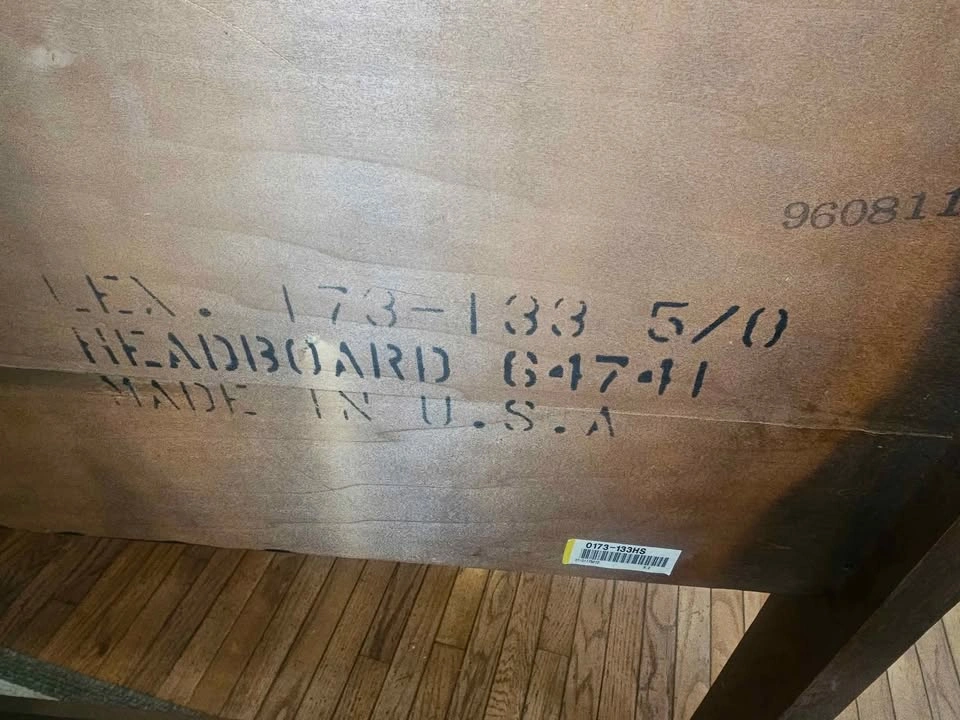 960811
LEX. 173-133 5/0
HEADBOARD 64741
MADE IN U.S.A
0173-133HS